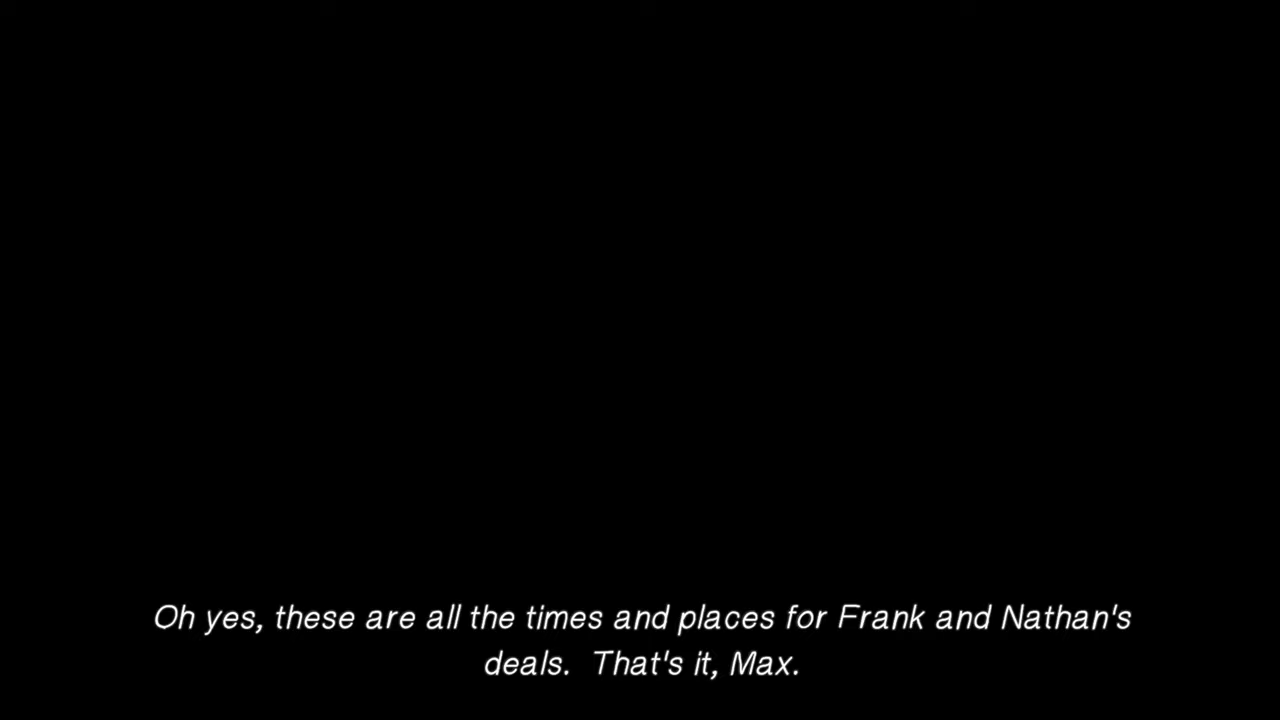 Oh yes, these are all the times and places for Frank and Nathan's
deals.  That's it, Max.